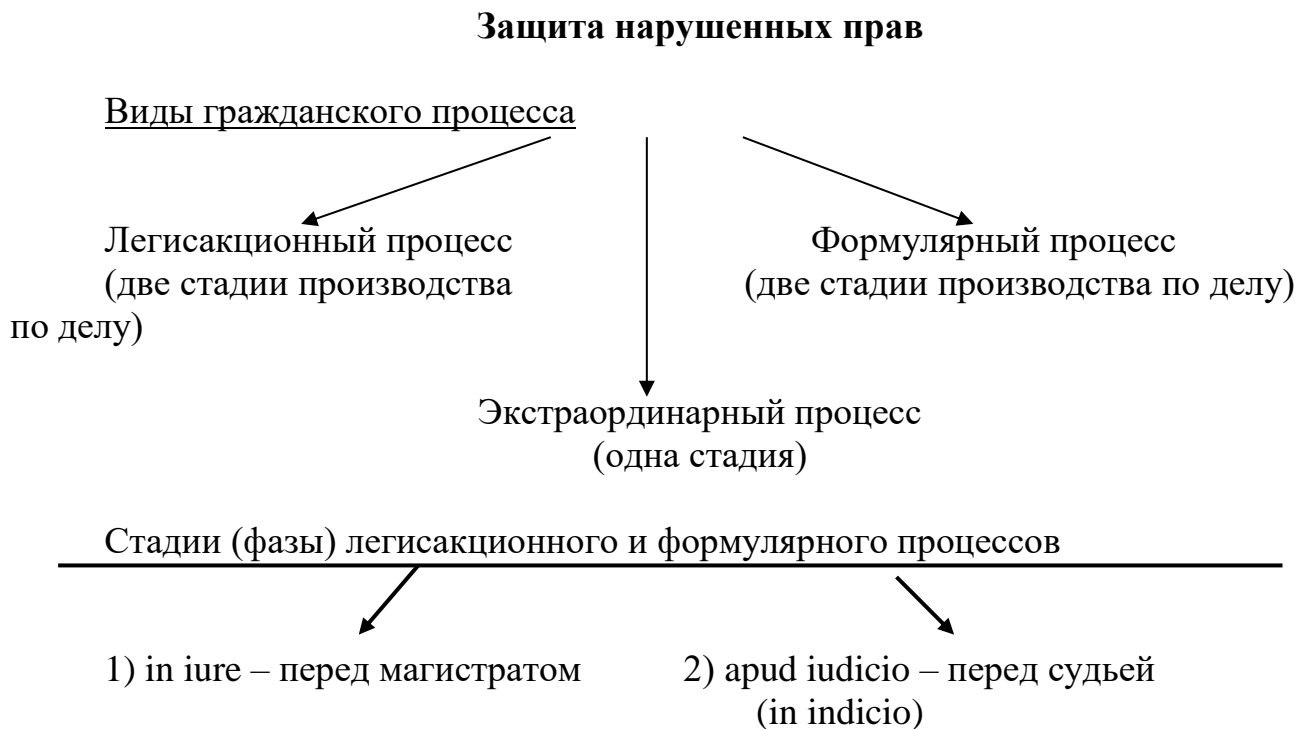 Защита нарушенных прав
Виды гражданского процесса
Легисакционный процесс
(две стадии производства
по делу)
Формулярный процесс
(две стадии производства по делу)
Экстраординарный процесс
(одна стадия)
Стадии (фазы) легисакционного и формулярного процессов
1) in iure – перед магистратом
2) apud iudicio – перед судьей
(in indicio)